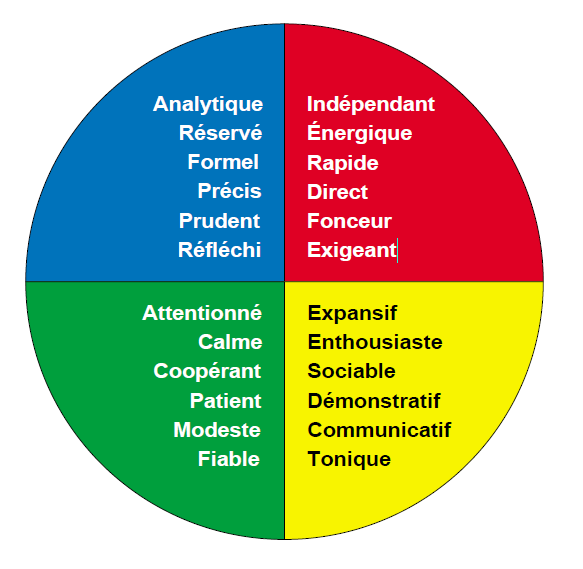 Analytique
Réservé
Formel
Précis
Prudent
Réfléchi
Indépendant
Énergique
Rapide
Direct
Fonceur
Exigeant
Attentionné
Calme
Coopérant
Patient
Modeste
Fiable
Expansif
Enthousiaste
Sociable
Démonstratif
Communicatif
Tonique